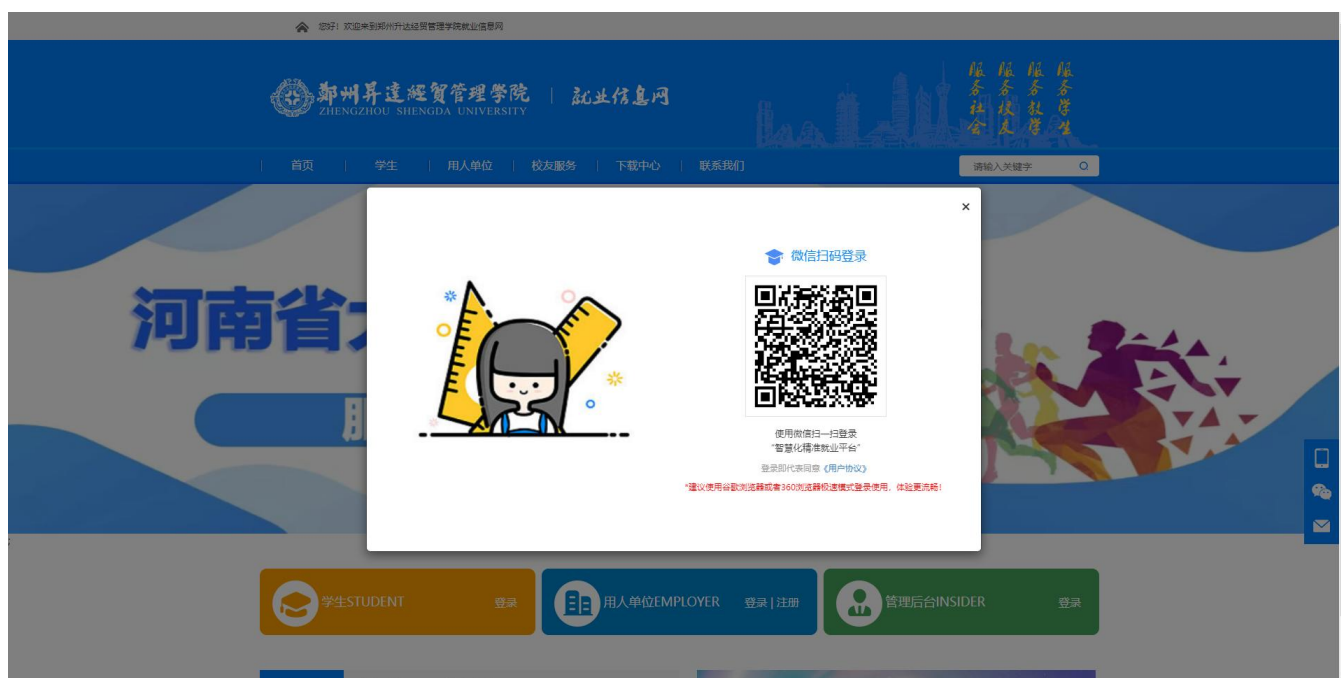 您好！欢迎来到郑州升达经贸管理学院就业信息网
郑州昇達經貿管理学院 | 就业信息网
ZHENGZHOU SHENGDA UNIVERSITY
服务社会 服务校友 服务教学 服务学生
首页 | 学生 | 用人单位 | 校友服务 | 下载中心 | 联系我们
请输入关键字
×
微信扫码登录
河南省
使用微信扫一扫登录
“智慧化精准就业平台”
登录即代表同意《用户协议》
*建议使用谷歌浏览器或者360浏览器极速模式登录使用，体验更流畅！
学生STUDENT 登录
用人单位EMPLOYER 登录 | 注册
管理后台INSIDER 登录